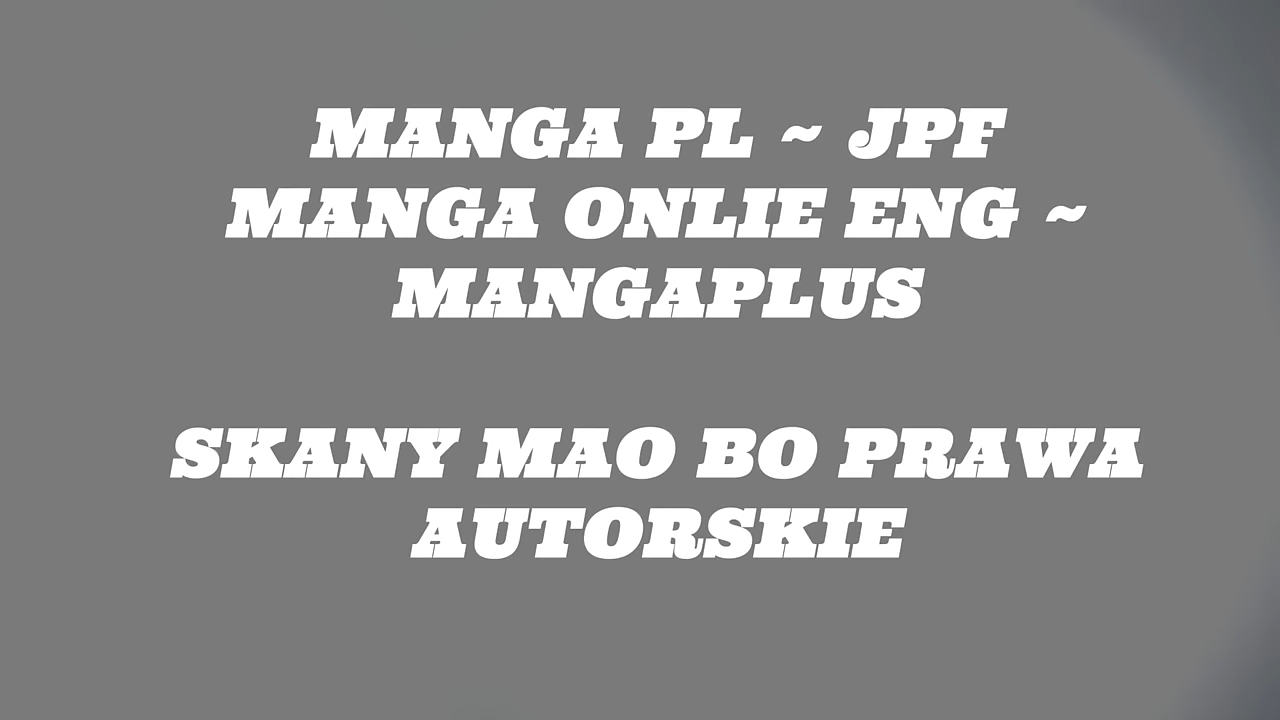 MANGA PL ~ JPF
MANGA ONLIE ENG ~
MANGAPLUS
SKANY MAO BO PRAWA
AUTORSKIE